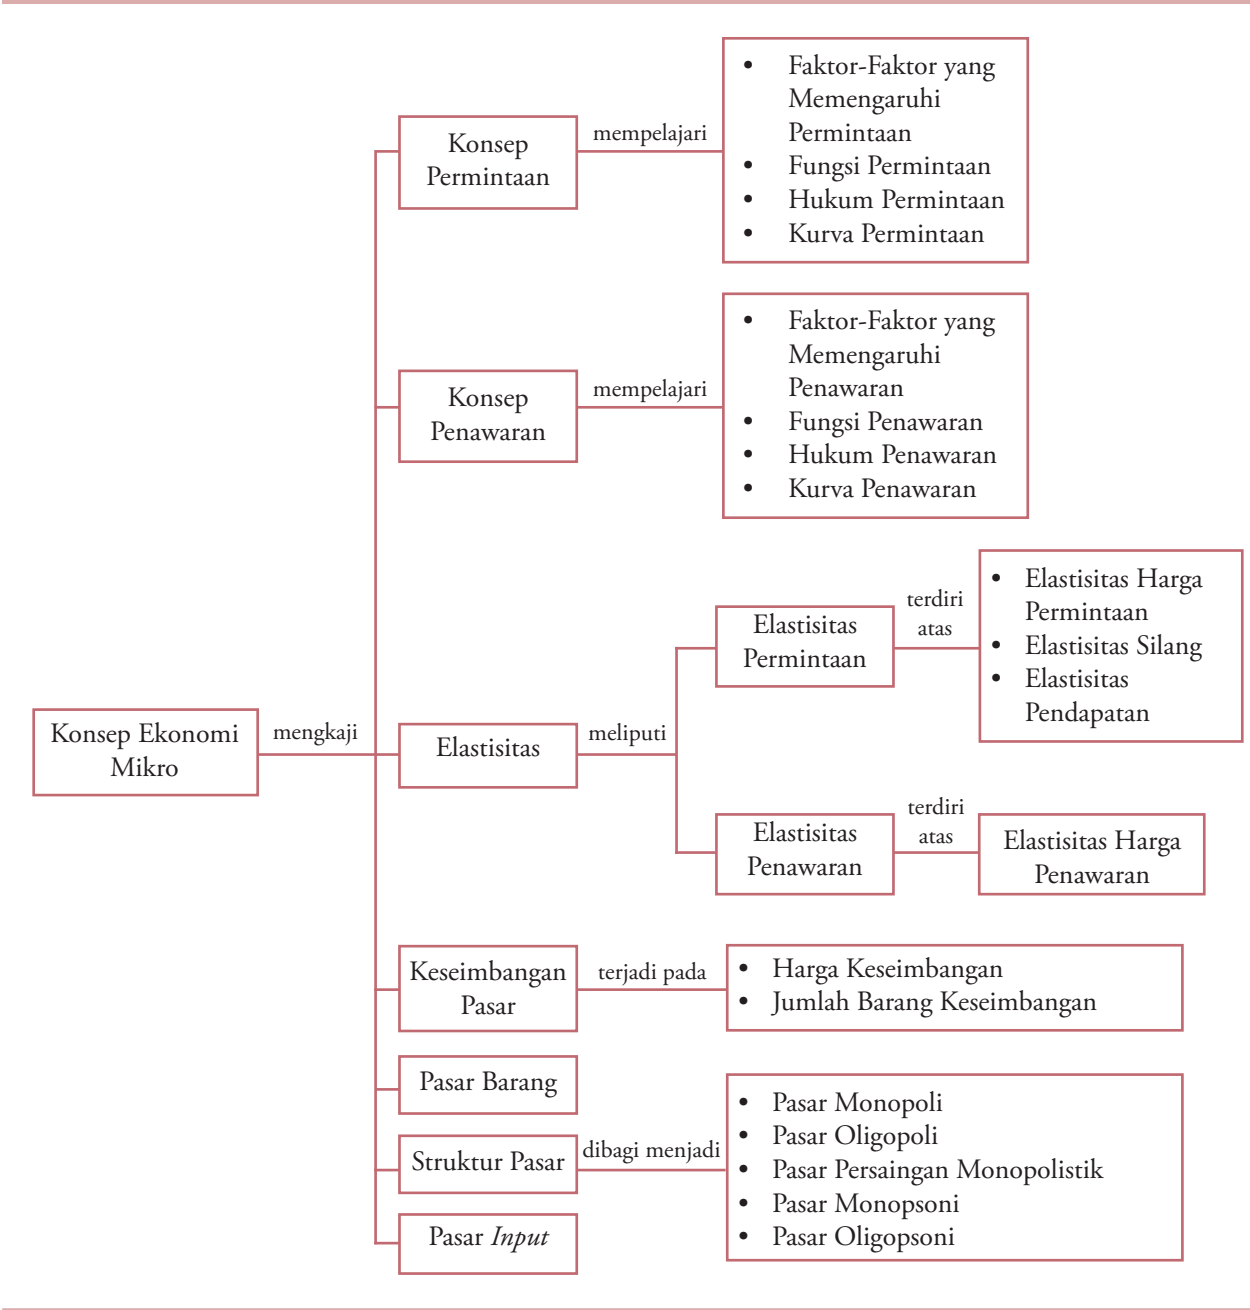 Konsep Ekonomi
Mikro
mengkaji
Konsep
Permintaan
mempelajari
• Faktor-Faktor yang
Memengaruhi
Permintaan
• Fungsi Permintaan
• Hukum Permintaan
• Kurva Permintaan
Konsep
Penawaran
mempelajari
• Faktor-Faktor yang
Memengaruhi
Penawaran
• Fungsi Penawaran
• Hukum Penawaran
• Kurva Penawaran
Elastisitas
meliputi
Elastisitas
Permintaan
terdiri
atas
• Elastisitas Harga
Permintaan
• Elastisitas Silang
• Elastisitas
Pendapatan
Elastisitas
Penawaran
terdiri
atas
Elastisitas Harga
Penawaran
Keseimbangan
Pasar
terjadi pada
• Harga Keseimbangan
• Jumlah Barang Keseimbangan
Pasar Barang
Struktur Pasar
dibagi menjadi
• Pasar Monopoli
• Pasar Oligopoli
• Pasar Persaingan Monopolistik
• Pasar Monopsoni
• Pasar Oligopsoni
Pasar Input